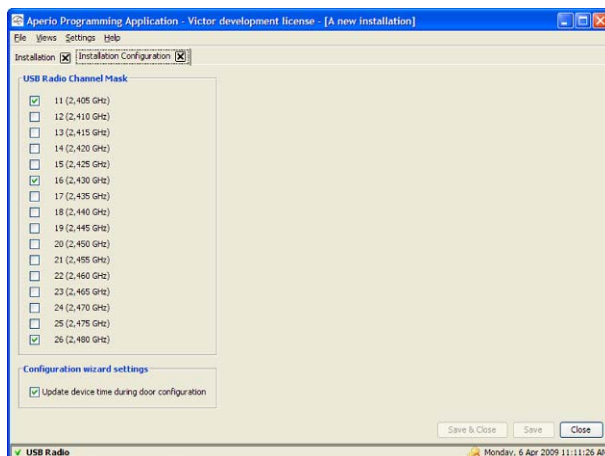 Aperio Programming Application - Victor development license - [A new installation]
File Views Settings Help
Installation Installation Configuration
USB Radio Channel Mask
11 (2,405 GHz)
12 (2,410 GHz)
13 (2,415 GHz)
14 (2,420 GHz)
15 (2,425 GHz)
16 (2,430 GHz)
17 (2,435 GHz)
18 (2,440 GHz)
19 (2,445 GHz)
20 (2,450 GHz)
21 (2,455 GHz)
22 (2,460 GHz)
23 (2,465 GHz)
24 (2,470 GHz)
25 (2,475 GHz)
26 (2,480 GHz)
Configuration wizard settings
Update device time during door configuration
Save & Close Save Close
USB Radio Monday, 6 Apr 2009 11:11:26 AM